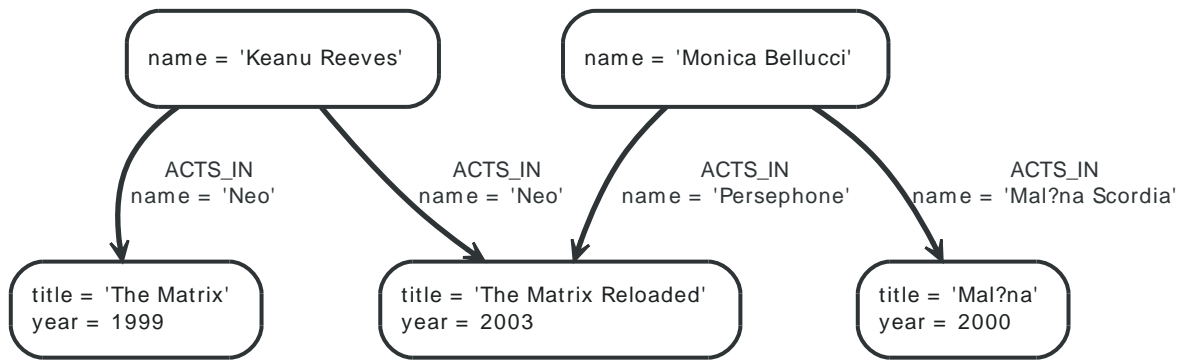 name = 'Keanu Reeves'
name = 'Monica Bellucci'
ACTS_IN
name = 'Neo'
ACTS_IN
name = 'Neo'
ACTS_IN
name = 'Persephone'
ACTS_IN
name = 'Mal?na Scordia'
title = 'The Matrix'
year = 1999
title = 'The Matrix Reloaded'
year = 2003
title = 'Mal?na'
year = 2000